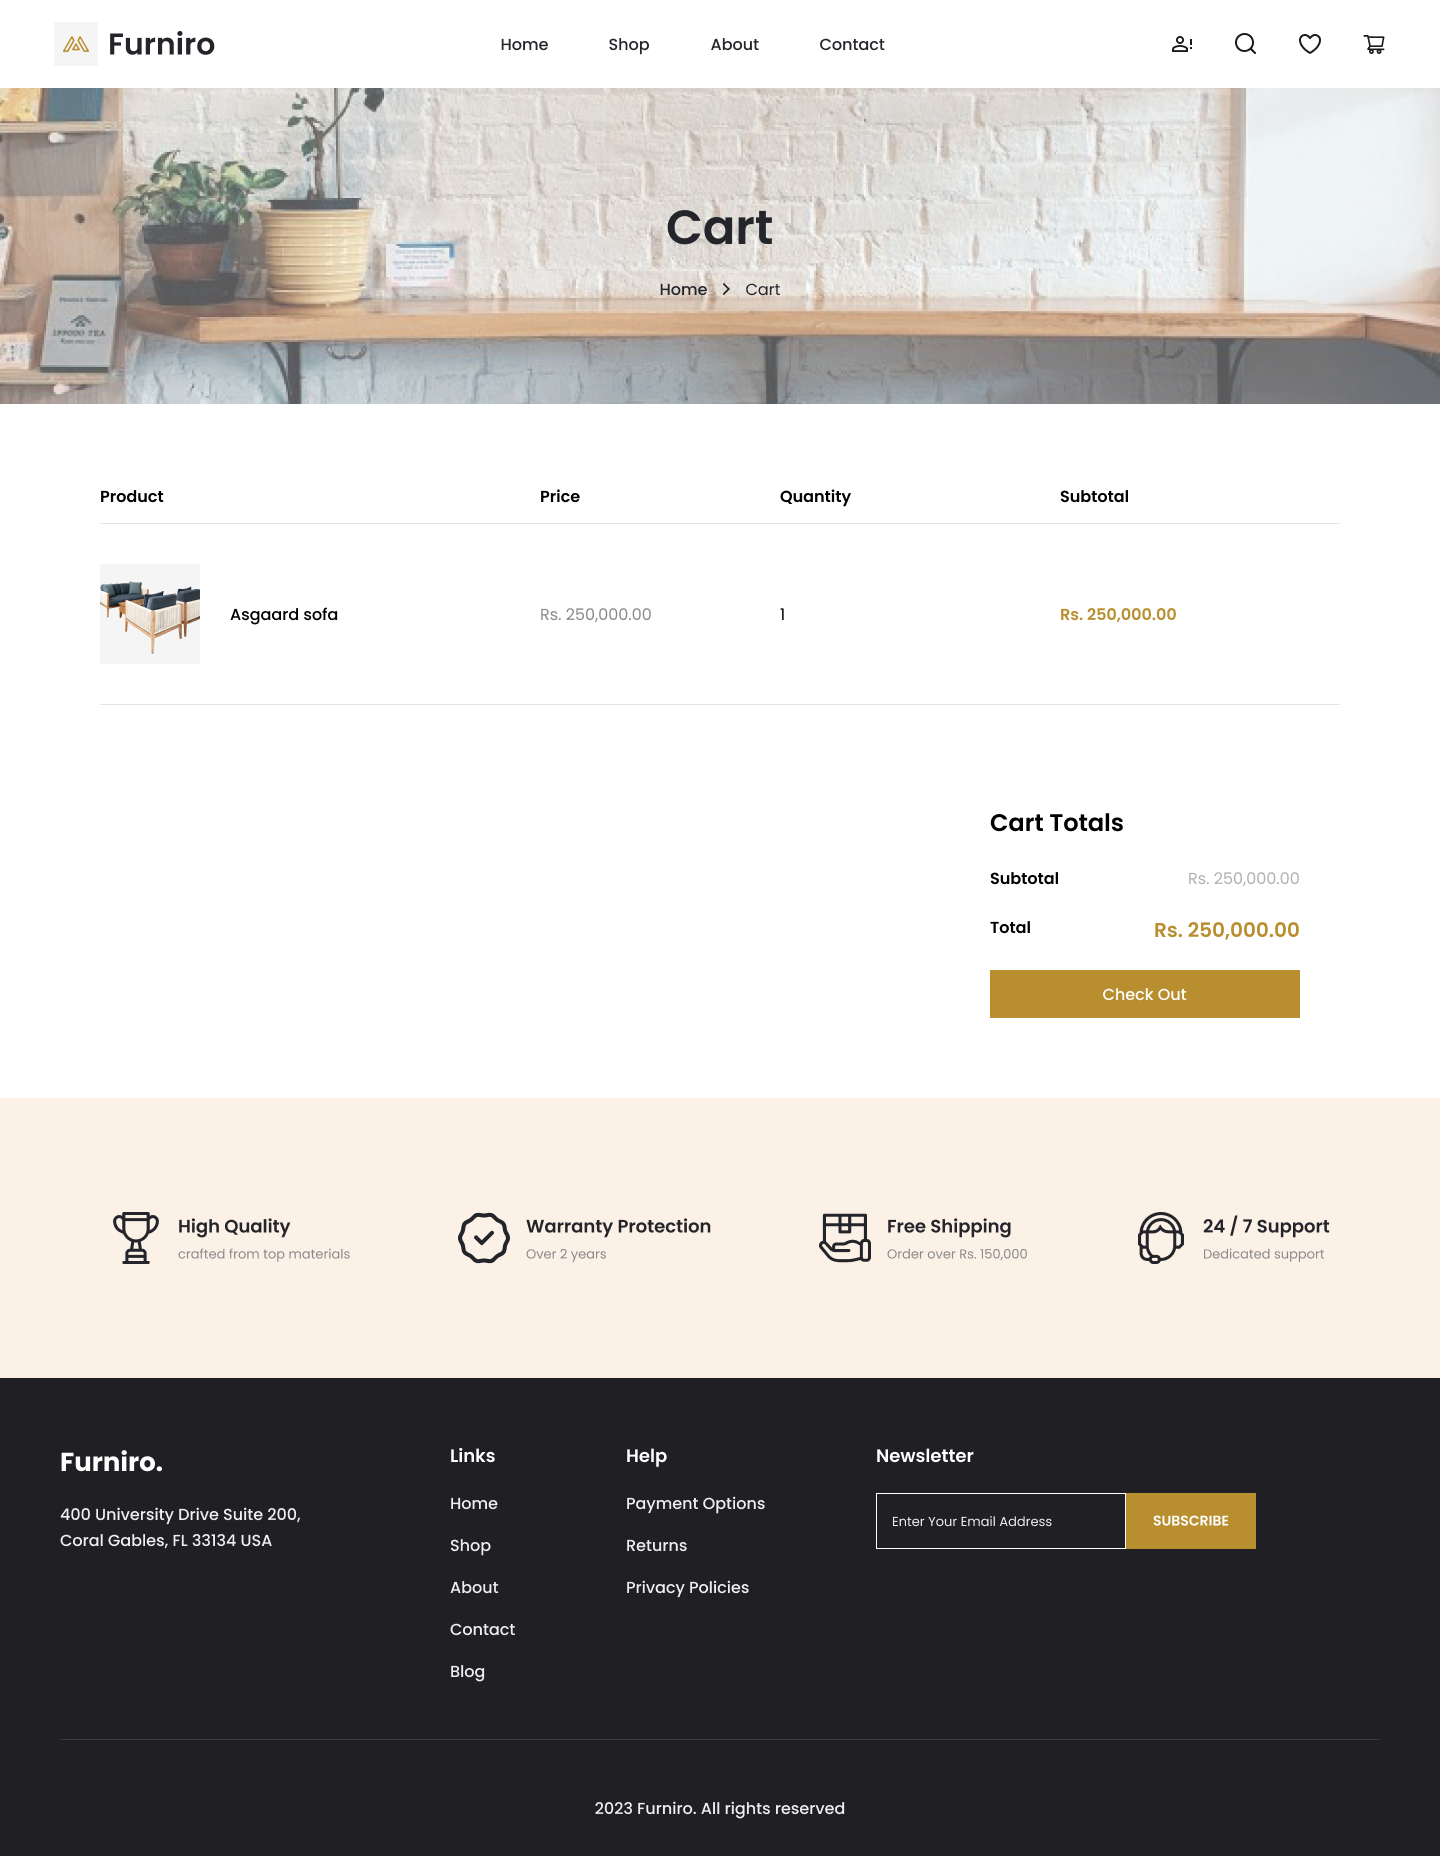 Furniro
Home Shop About Contact
IPPODO TEA
Cart
Home > Cart
Product Price Quantity Subtotal
Asgaard sofa Rs. 250,000.00 1 Rs. 250,000.00
Cart Totals
Subtotal Rs. 250,000.00
Total Rs. 250,000.00
Check Out
High Quality
crafted from top materials
Warranty Protection
Over 2 years
Free Shipping
Order over Rs. 150,000
24 / 7 Support
Dedicated support
Furniro.
400 University Drive Suite 200,
Coral Gables, FL 33134 USA
Links
Home
Shop
About
Contact
Blog
Help
Payment Options
Returns
Privacy Policies
Newsletter
Enter Your Email Address SUBSCRIBE
2023 Furniro. All rights reserved